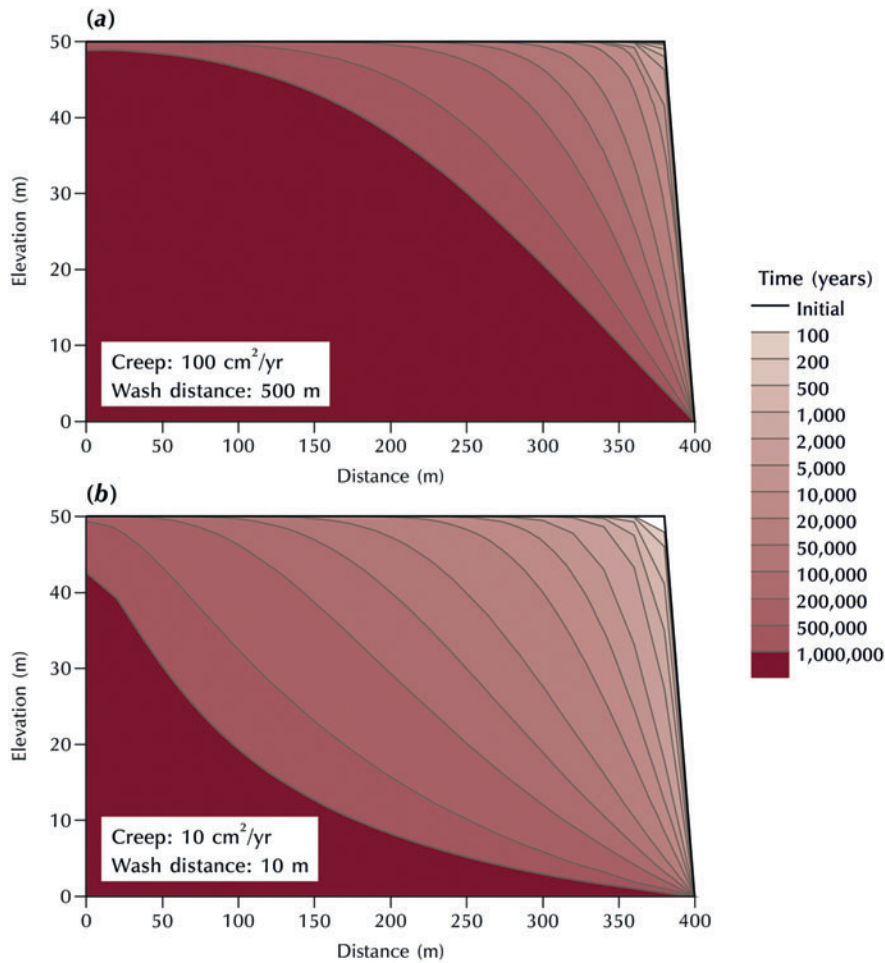 (a)
50
40
30
20
10
0
Elevation (m)
Creep: 100 cm²/yr
Wash distance: 500 m
0 50 100 150 200 250 300 350 400
Distance (m)
(b)
50
40
30
20
10
0
Elevation (m)
Creep: 10 cm²/yr
Wash distance: 10 m
0 50 100 150 200 250 300 350 400
Distance (m)
Time (years)
Initial
100
200
500
1,000
2,000
5,000
10,000
20,000
50,000
100,000
200,000
500,000
1,000,000